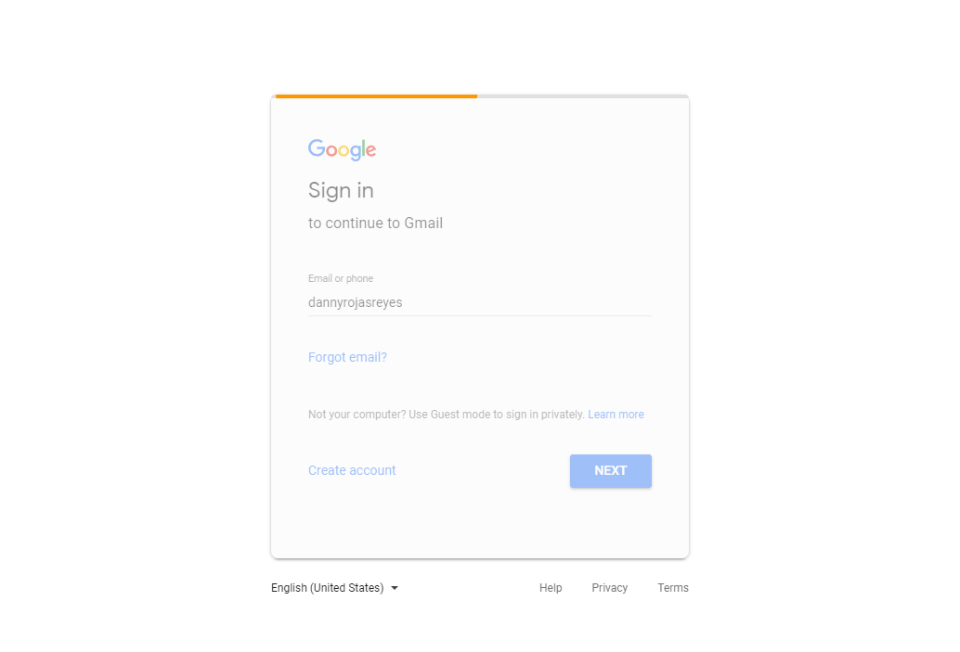 Google
Sign in
to continue to Gmail
Email or phone
dannyrojasreyes
Forgot email?
Not your computer? Use Guest mode to sign in privately. Learn more
Create account
NEXT
English (United States)
Help
Privacy
Terms